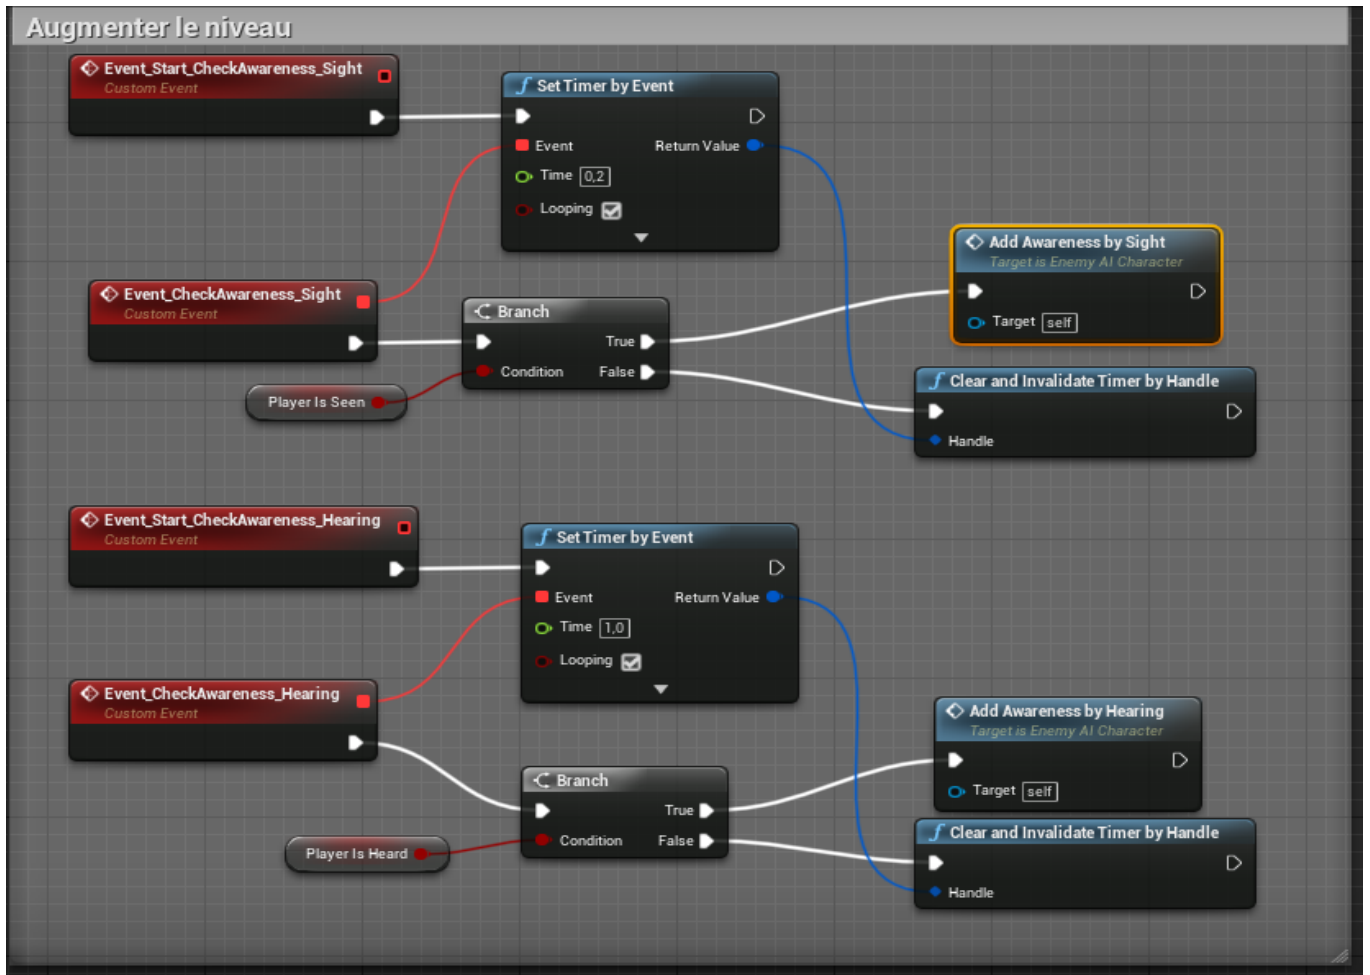 Augmenter le niveau
Event_Start_CheckAwareness_Sight
Custom Event
Set Timer by Event
Event
Return Value
Time 0,2
Looping
Add Awareness by Sight
Target is Enemy AI Character
Target self
Event_CheckAwareness_Sight
Custom Event
Branch
True
Condition
False
Player Is Seen
Clear and Invalidate Timer by Handle
Handle
Event_Start_CheckAwareness_Hearing
Custom Event
Set Timer by Event
Event
Return Value
Time 1,0
Looping
Event_CheckAwareness_Hearing
Custom Event
Add Awareness by Hearing
Target is Enemy AI Character
Target self
Branch
True
Condition
False
Player Is Heard
Clear and Invalidate Timer by Handle
Handle